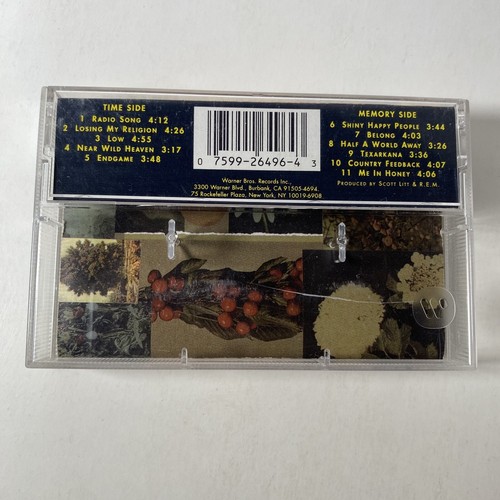 TIME SIDE
1 RADIO SONG 4:12
2 LOSING MY RELIGION 4:26
3 LOW 4:55
4 NEAR WILD HEAVEN 3:17
5 ENDGAME 3:48
0 7599-26496-4 3
Warner Bros. Records Inc.,
3300 Warner Blvd., Burbank, CA 91505-4694.
75 Rockefeller Plaza, New York, NY 10019-6908
MEMORY SIDE
6 SHINY HAPPY PEOPLE 3:44
7 BELONG 4:03
8 HALF A WORLD AWAY 3:26
9 TEXARKANA 3:36
10 COUNTRY FEEDBACK 4:07
11 ME IN HONEY 4:06
PRODUCED BY SCOTT LITT & R.E.M.